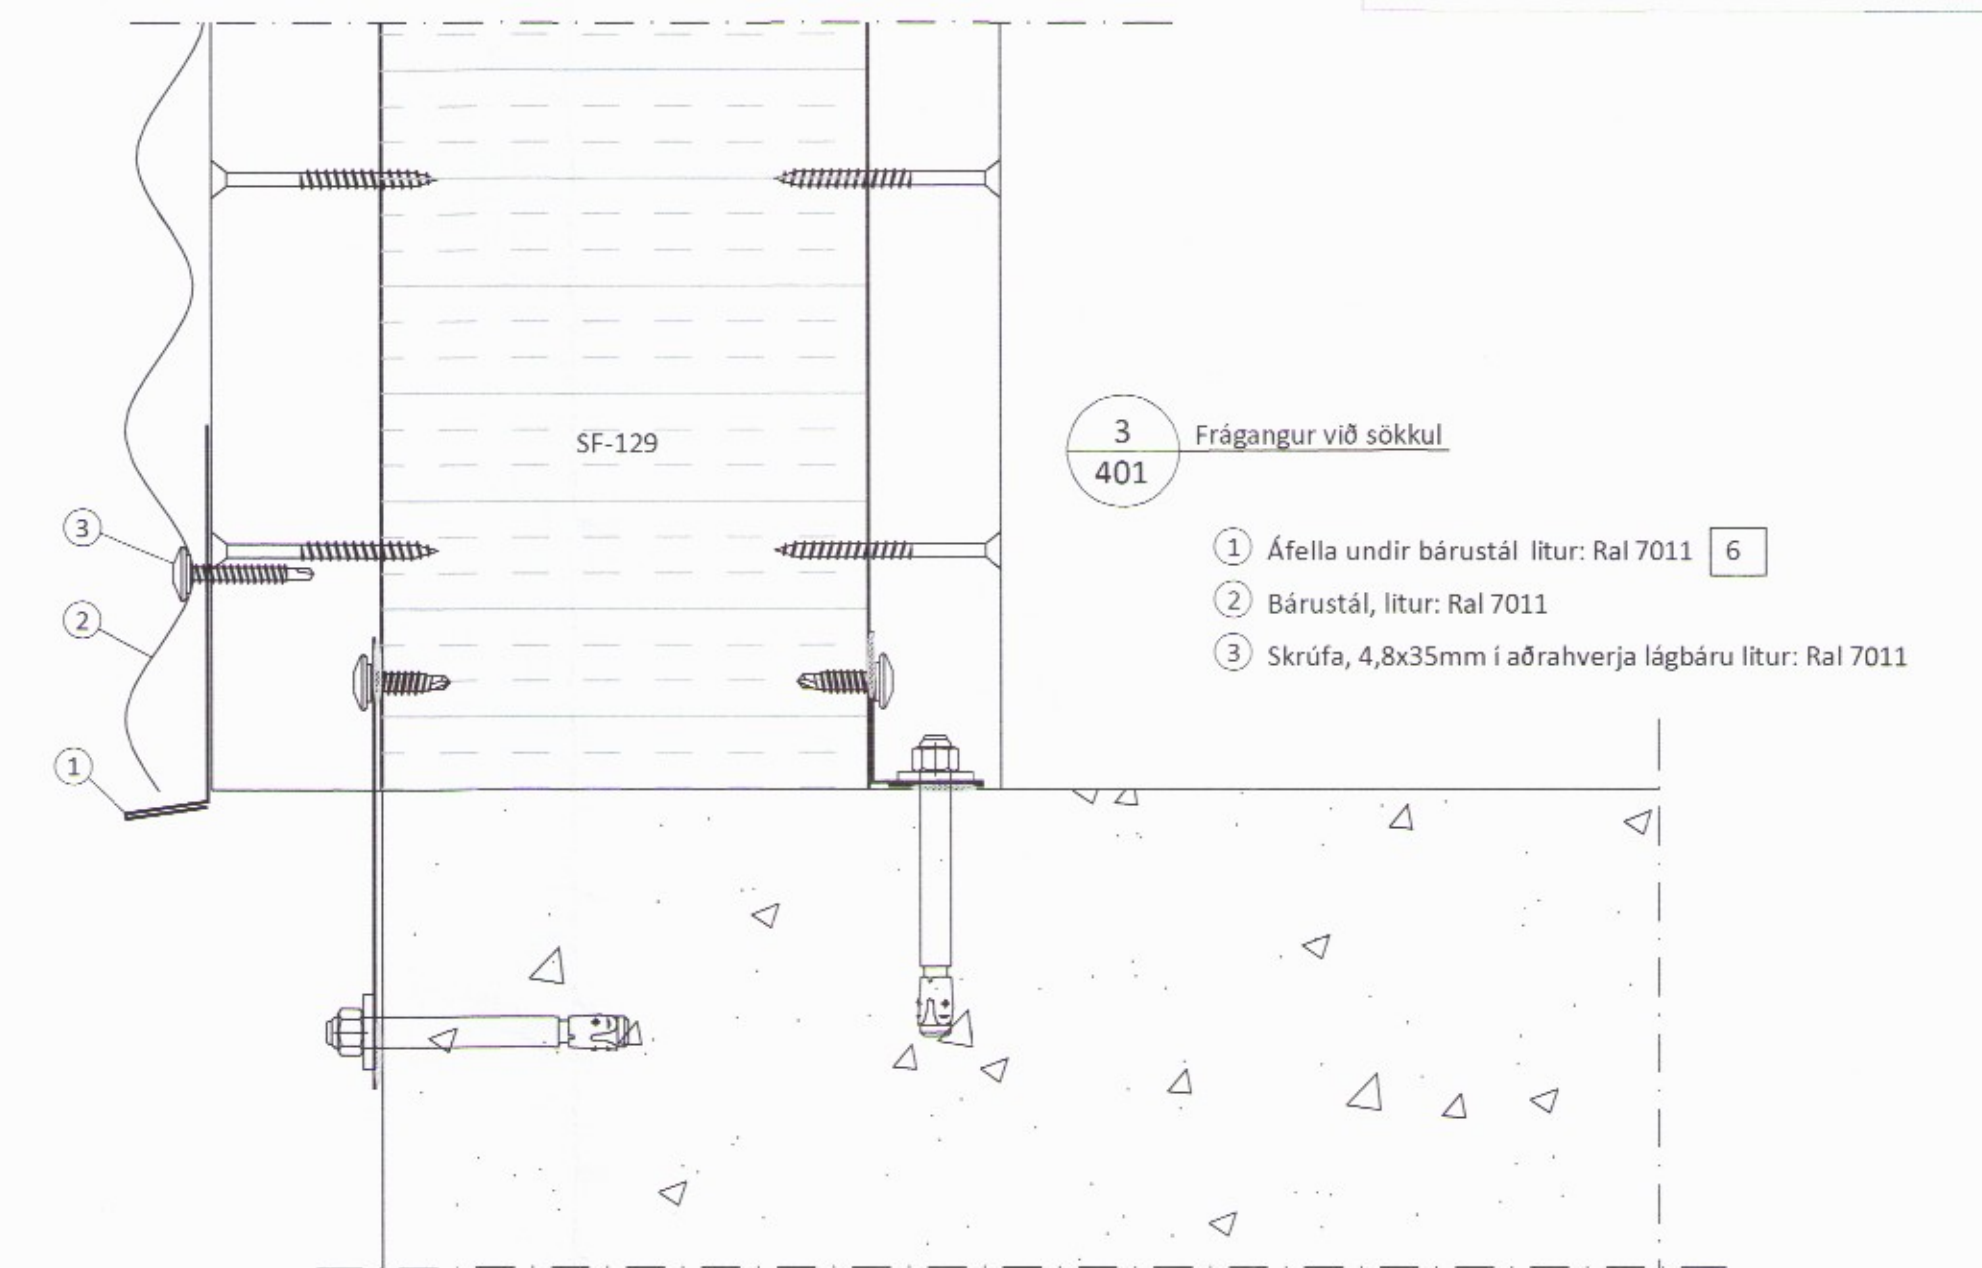 SF-129
3
401
Frágangur við sökkul
1 Áfella undir bárustál litur: Ral 7011 6
2 Bárustál, litur: Ral 7011
3 Skrúfa, 4,8x35mm í aðrahverja lágbáru litur: Ral 7011
3
2
1